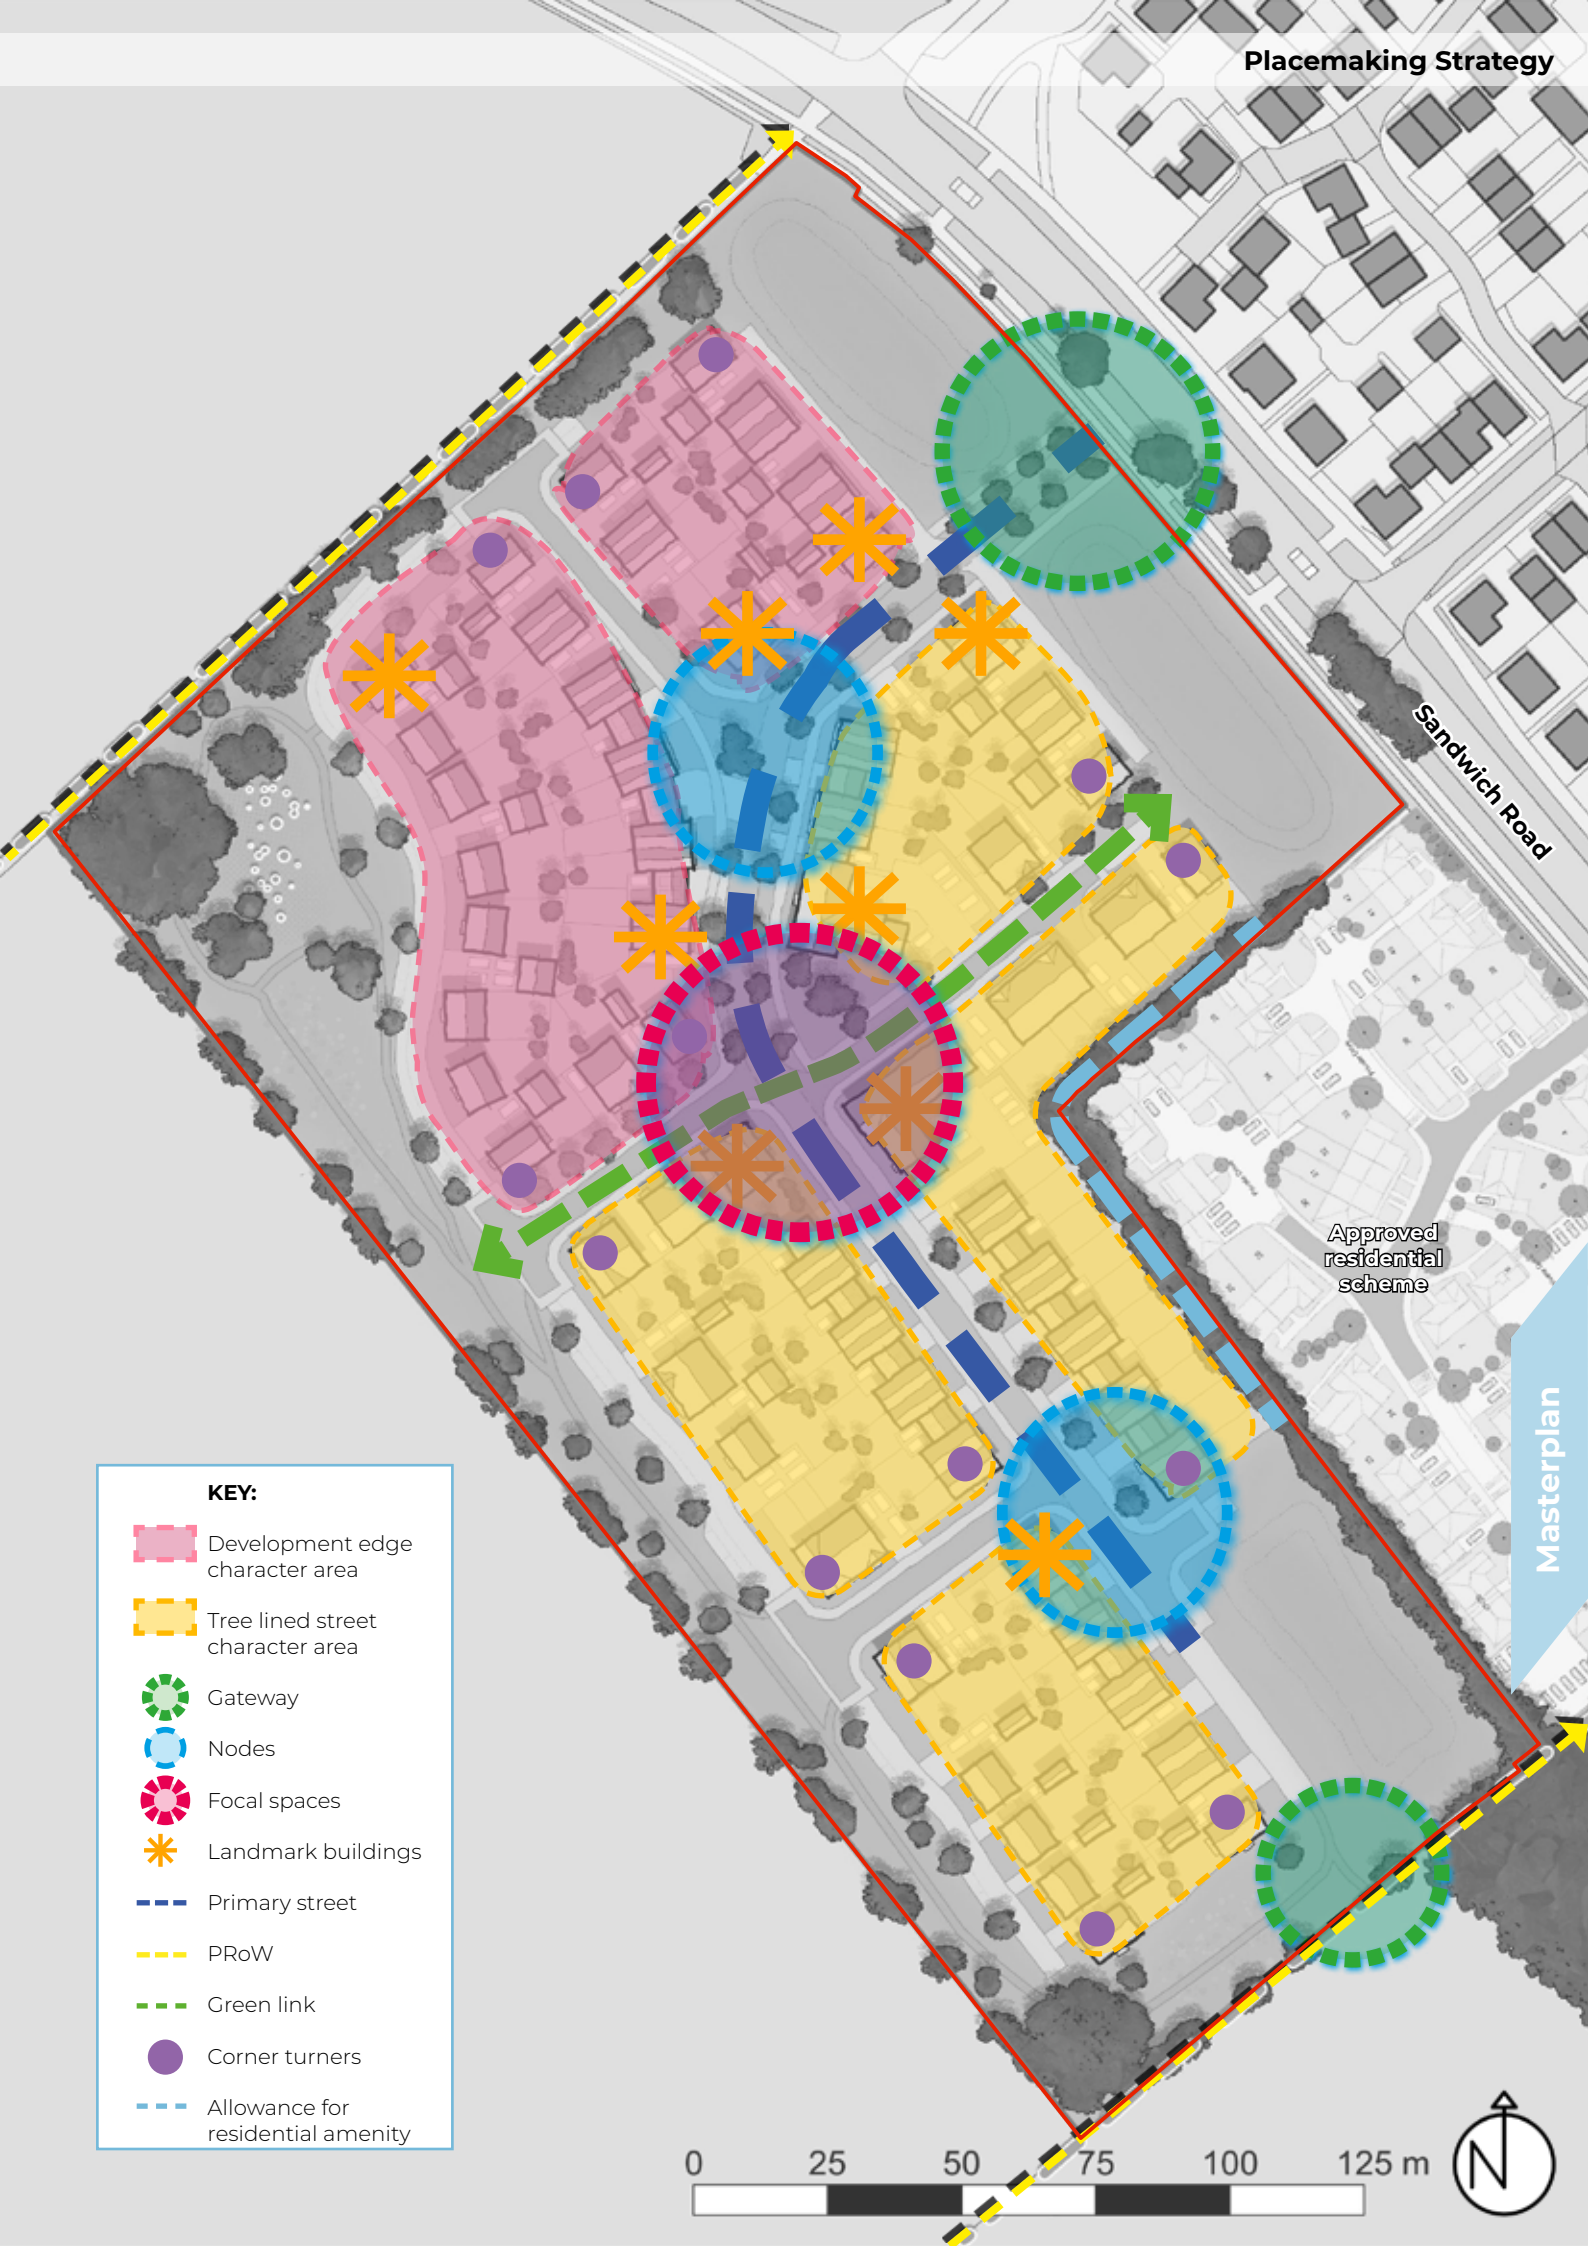 Placemaking Strategy
Sandwich Road
Approved
residential
scheme
Masterplan
KEY:
Development edge
character area
Tree lined street
character area
Gateway
Nodes
Focal spaces
Landmark buildings
Primary street
PRoW
Green link
Corner turners
Allowance for
residential amenity
0 25 50 75 100 125 m
N